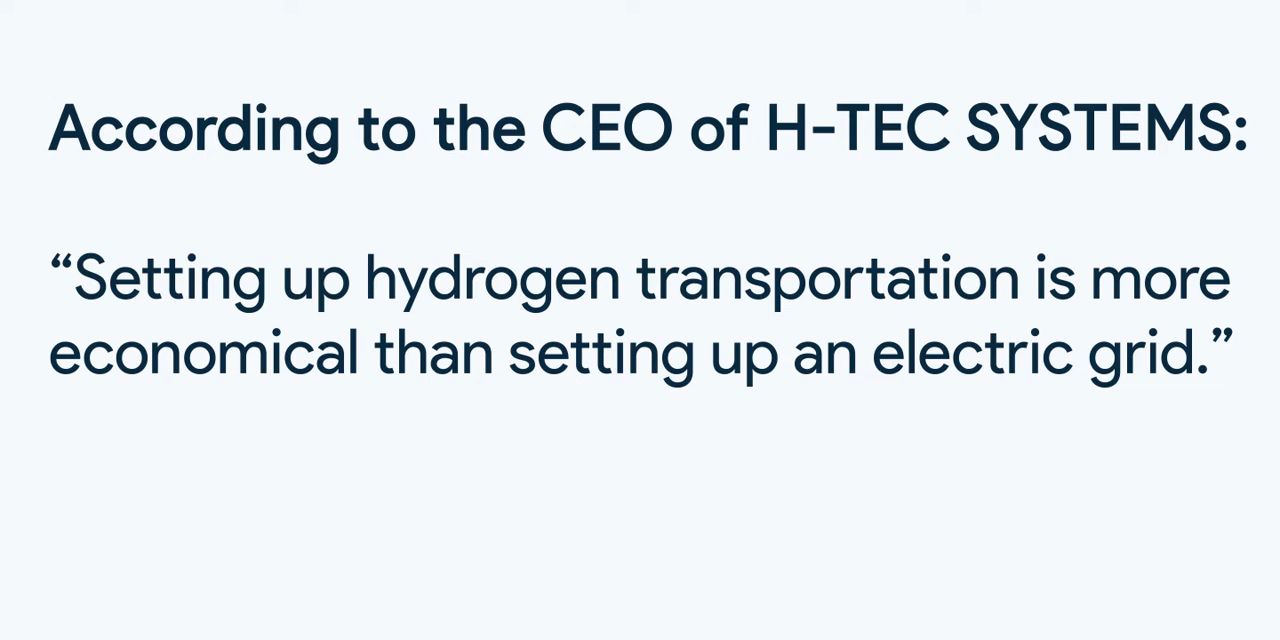 According to the CEO of H-TEC SYSTEMS:
“Setting up hydrogen transportation is more
economical than setting up an electric grid.”